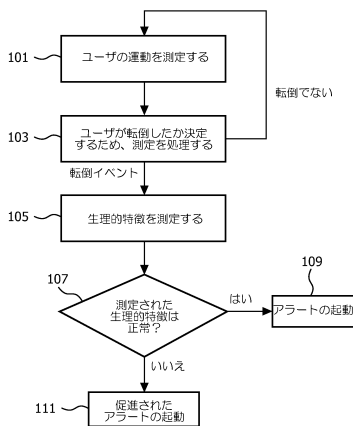 101
ユーザの運動を測定する
103
ユーザが転倒したか決定
するため、測定を処理する
転倒でない
転倒イベント
105
生理的特徴を測定する
107
測定された
生理的特徴は
正常？
はい
109
アラートの起動
いいえ
111
促進された
アラートの起動